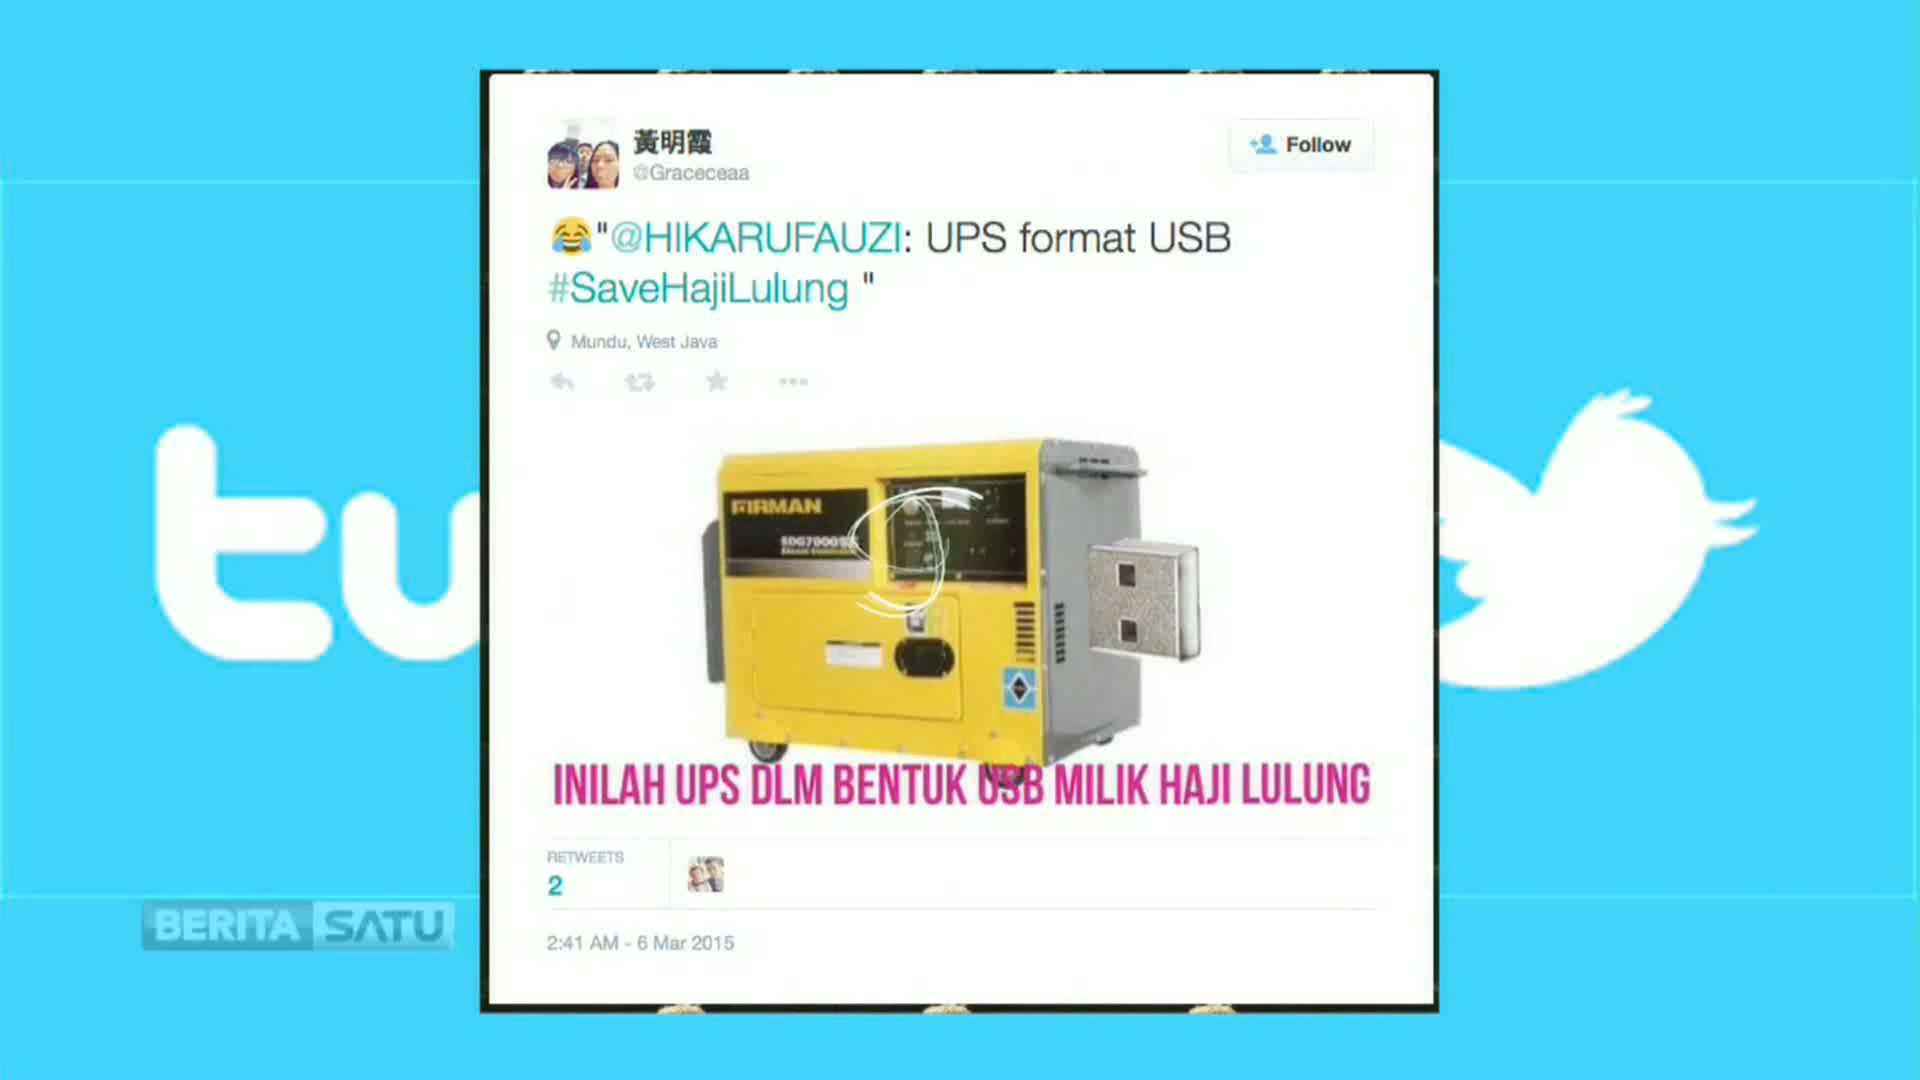 黃明霞
@Graceceaa
Follow
😂"@HIKARUFAUZI: UPS format USB
#SaveHajiLulung "
Mundu, West Java
FIRMAN
INILAH UPS DLM BENTUK USB MILIK HAJI LULUNG
RETWEETS
2
2:41 AM - 6 Mar 2015
tu
BERITA SATU